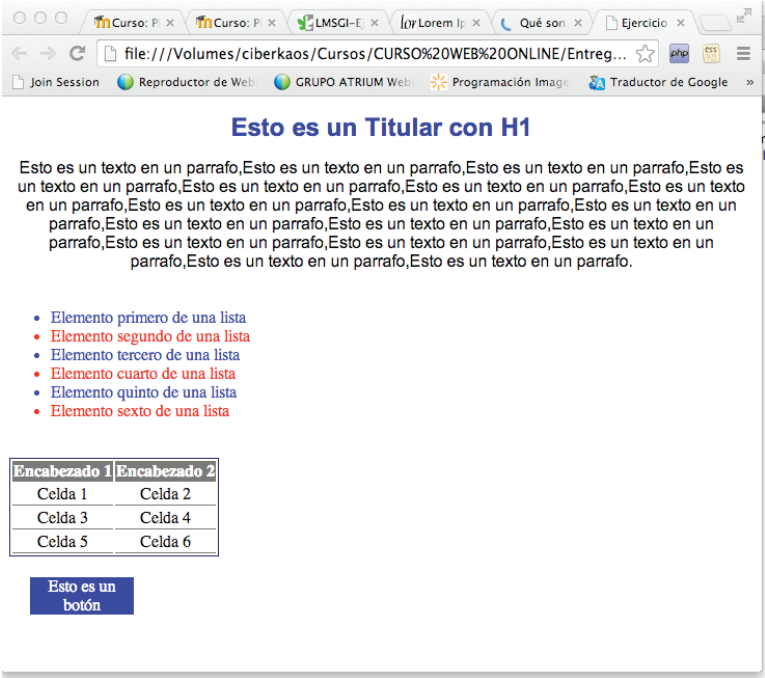 Curso: Pl
Curso: Pl
LMSGI-Ej
Lorem Ip
Qué son
Ejercicio
file:///Volumes/ciberkaos/Cursos/CURSO%20WEB%20ONLINE/Entreg...
php
css
Join Session
Reproductor de Web
GRUPO ATRIUM Web
Programación Image
Traductor de Google
»
Esto es un Titular con H1
Esto es un texto en un parrafo,Esto es un texto en un parrafo,Esto es un texto en un parrafo,Esto es
un texto en un parrafo,Esto es un texto en un parrafo,Esto es un texto en un parrafo,Esto es un texto
en un parrafo,Esto es un texto en un parrafo,Esto es un texto en un parrafo,Esto es un texto en un
parrafo,Esto es un texto en un parrafo,Esto es un texto en un parrafo,Esto es un texto en un
parrafo,Esto es un texto en un parrafo,Esto es un texto en un parrafo,Esto es un texto en un
parrafo,Esto es un texto en un parrafo,Esto es un texto en un parrafo.
• Elemento primero de una lista
• Elemento segundo de una lista
• Elemento tercero de una lista
• Elemento cuarto de una lista
• Elemento quinto de una lista
• Elemento sexto de una lista
Encabezado 1 Encabezado 2
Celda 1 Celda 2
Celda 3 Celda 4
Celda 5 Celda 6
Esto es un
botón